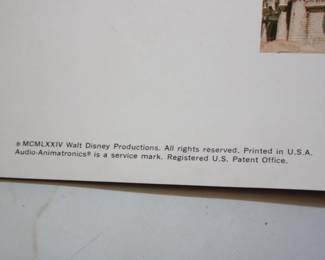 © MCMLXXIV Walt Disney Productions. All rights reserved. Printed in U.S.A.
Audio-Animatronics® is a service mark. Registered U.S. Patent Office.